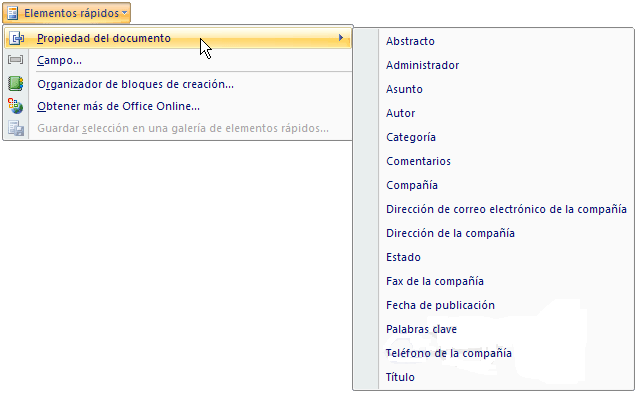 Elementos rápidos
Propiedad del documento
Campo...
Organizador de bloques de creación...
Obtener más de Office Online...
Guardar selección en una galería de elementos rápidos...
Abstracto
Administrador
Asunto
Autor
Categoría
Comentarios
Compañía
Dirección de correo electrónico de la compañía
Dirección de la compañía
Estado
Fax de la compañía
Fecha de publicación
Palabras clave
Teléfono de la compañía
Título